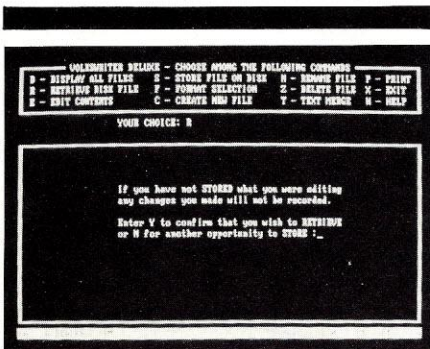 VOLKSWRITER DELUXE - CHOOSE AMONG THE FOLLOWING COMMANDS
D - DISPLAY ALL FILES S - STORE FILE ON DISK N - RENAME FILE P - PRINT
R - RETRIEVE DISK FILE F - FORMAT SELECTION Z - DELETE FILE X - EXIT
E - EDIT CONTENTS C - CREATE NEW FILE T - TEXT MERGE H - HELP
YOUR CHOICE: R
If you have not STORED what you were editing
any changes you made will not be recorded.
Enter Y to confirm that you wish to RETRIEVE
or N for another opportunity to STORE :_